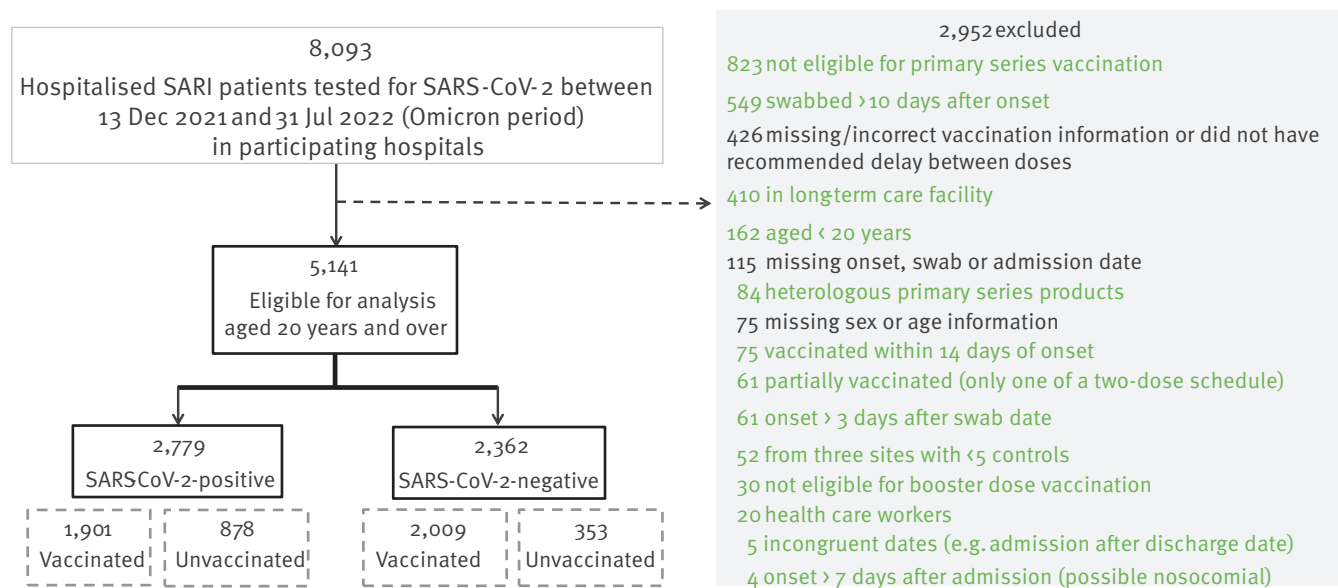 8,093
Hospitalised SARI patients tested for SARS-CoV-2 between
13 Dec 2021 and 31 Jul 2022 (Omicron period)
in participating hospitals
5,141
Eligible for analysis
aged 20 years and over
2,779
SARSCoV-2-positive
2,362
SARS-CoV-2-negative
1,901
Vaccinated
878
Unvaccinated
2,009
Vaccinated
353
Unvaccinated
2,952 excluded
823 not eligible for primary series vaccination
549 swabbed > 10 days after onset
426 missing/incorrect vaccination information or did not have
recommended delay between doses
410 in longterm care facility
162 aged < 20 years
115 missing onset, swab or admission date
84 heterologous primary series products
75 missing sex or age information
75 vaccinated within 14 days of onset
61 partially vaccinated (only one of a two-dose schedule)
61 onset > 3 days after swab date
52 from three sites with <5 controls
30 not eligible for booster dose vaccination
20 health care workers
5 incongruent dates (e.g. admission after discharge date)
4 onset > 7 days after admission (possible nosocomial)